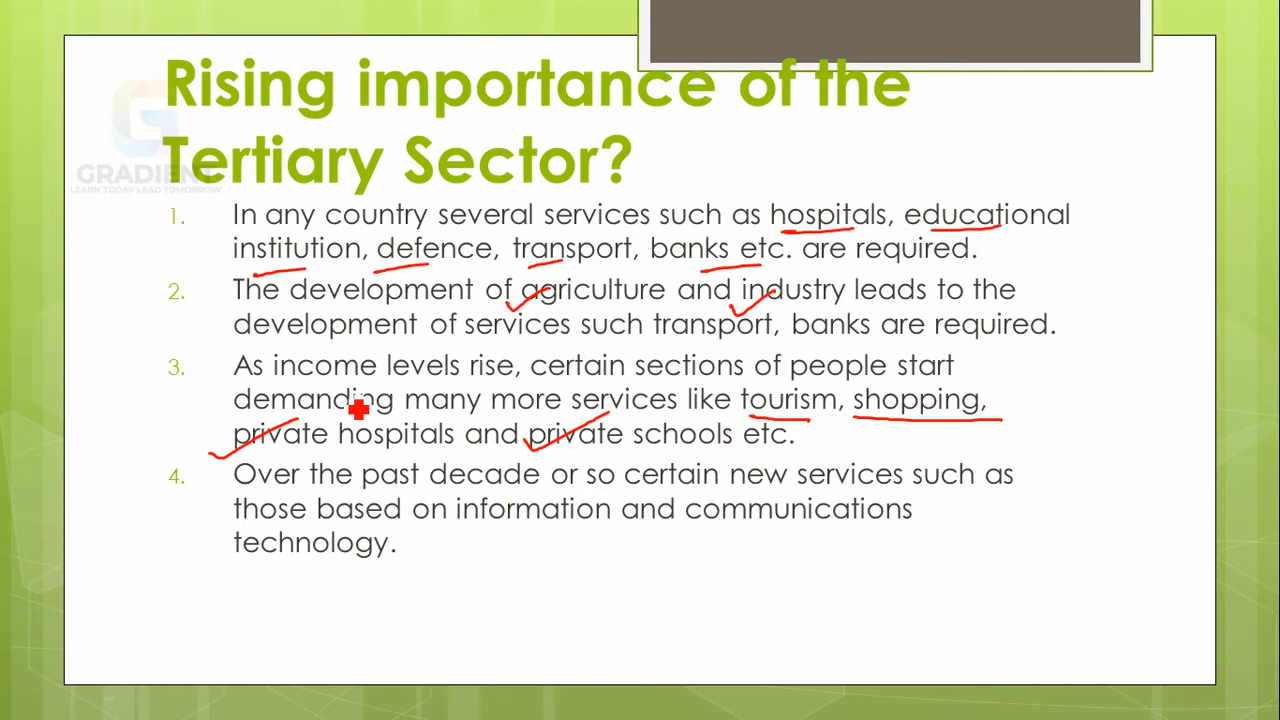 Rising importance of the
Tertiary Sector?
GRADIENT
LEARN TODAY LEAD TOMORROW
1. In any country several services such as hospitals, educational
institution, defence, transport, banks etc. are required.
2. The development of agriculture and industry leads to the
development of services such transport, banks are required.
3. As income levels rise, certain sections of people start
demanding many more services like tourism, shopping,
private hospitals and private schools etc.
4. Over the past decade or so certain new services such as
those based on information and communications
technology.